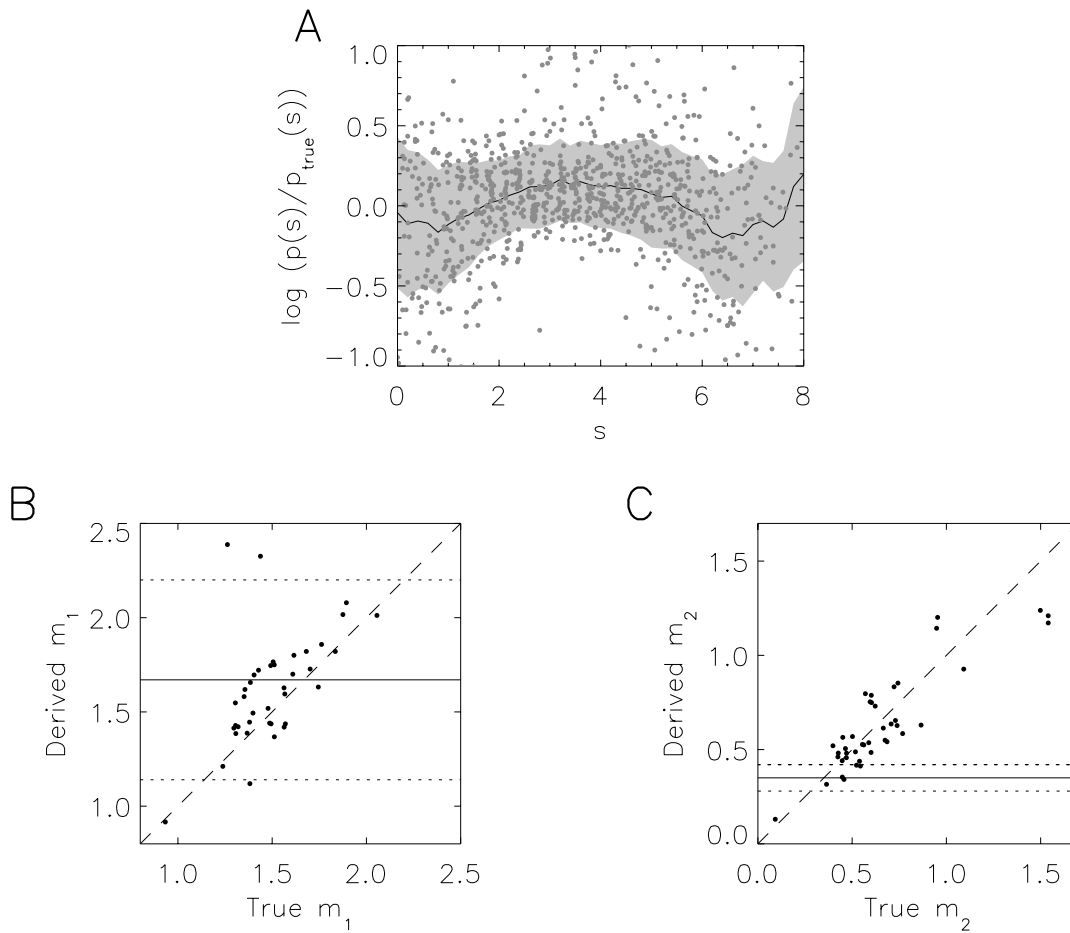 A
1.0
0.5
0.0
−0.5
−1.0
log (p(s)/p_true(s))
0 2 4 6 8
s
B
2.5
2.0
1.5
1.0
Derived m_1
1.0 1.5 2.0 2.5
True m_1
C
1.5
1.0
0.5
0.0
Derived m_2
0.0 0.5 1.0 1.5
True m_2